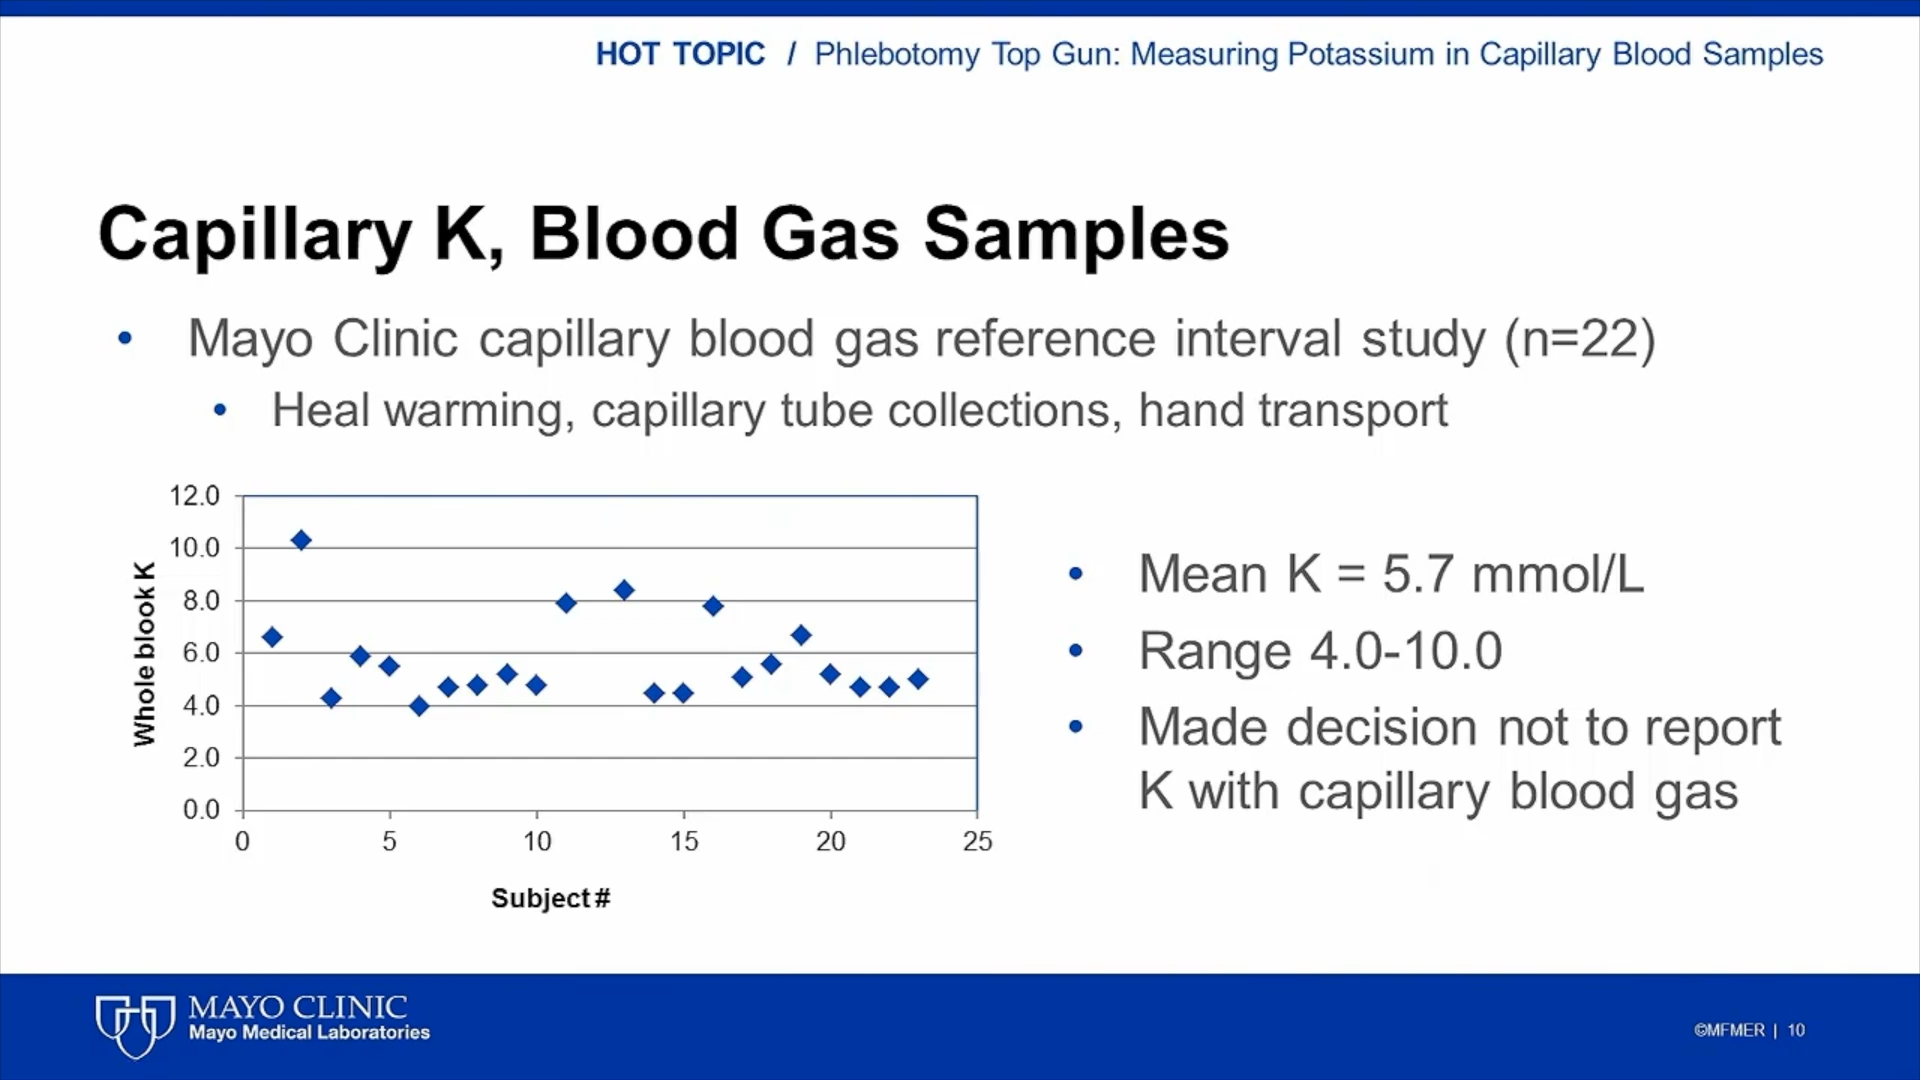 HOT TOPIC / Phlebotomy Top Gun: Measuring Potassium in Capillary Blood Samples
Capillary K, Blood Gas Samples
• Mayo Clinic capillary blood gas reference interval study (n=22)
• Heal warming, capillary tube collections, hand transport
12.0
10.0
8.0
6.0
4.0
2.0
0.0
Whole blook K
0 5 10 15 20 25
Subject #
• Mean K = 5.7 mmol/L
• Range 4.0-10.0
• Made decision not to report
K with capillary blood gas
MAYO CLINIC
Mayo Medical Laboratories
©MFMER | 10